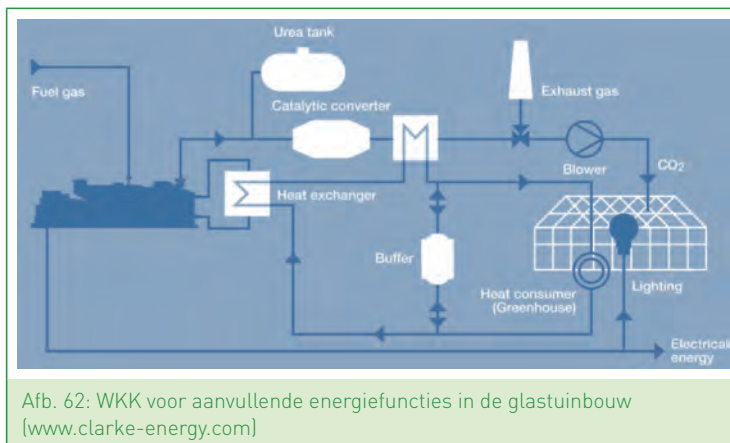 Urea tank
Fuel gas
Catalytic converter
Exhaust gas
Blower
CO₂
Heat exchanger
Buffer
Heat consumer
(Greenhouse)
Lighting
Electrical
energy
Afb. 62: WKK voor aanvullende energiefuncties in de glastuinbouw
(www.clarke-energy.com)